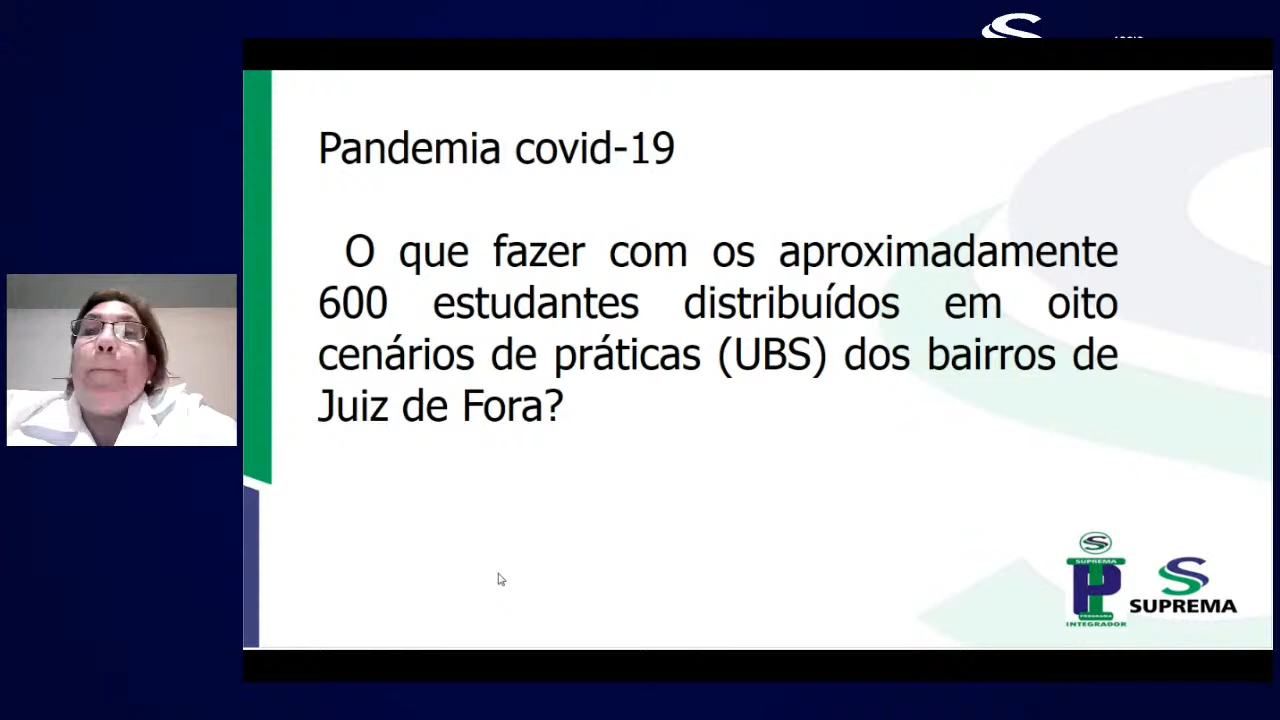 Pandemia covid-19
O que fazer com os aproximadamente
600 estudantes distribuídos em oito
cenários de práticas (UBS) dos bairros de
Juiz de Fora?
SUPREMA
PROGRAMA
INTEGRADOR
SUPREMA